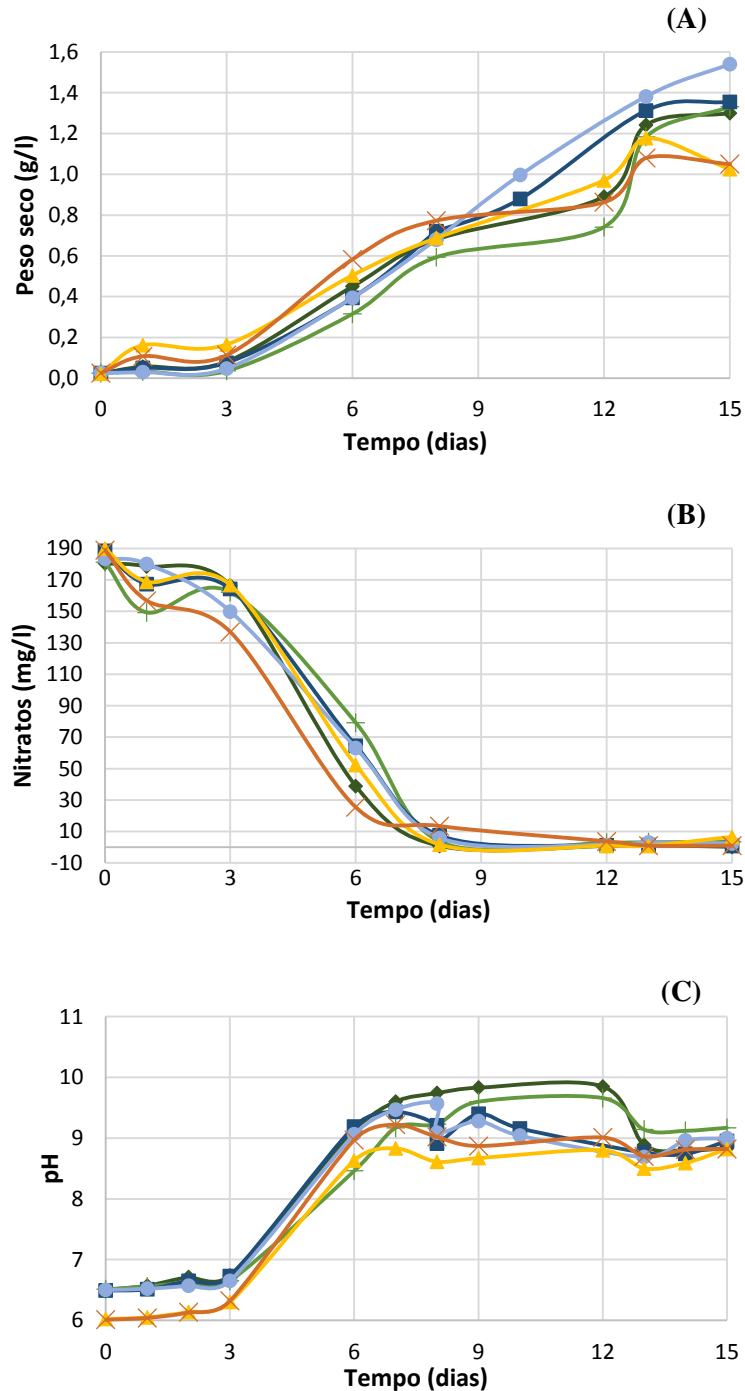 (A)
Peso seco (g/l)
1,6
1,4
1,2
1,0
0,8
0,6
0,4
0,2
0,0
0 3 6 9 12 15
Tempo (dias)
(B)
Nitratos (mg/l)
190
170
150
130
110
90
70
50
30
10
-10
0 3 6 9 12 15
Tempo (dias)
(C)
pH
11
10
9
8
7
6
0 3 6 9 12 15
Tempo (dias)